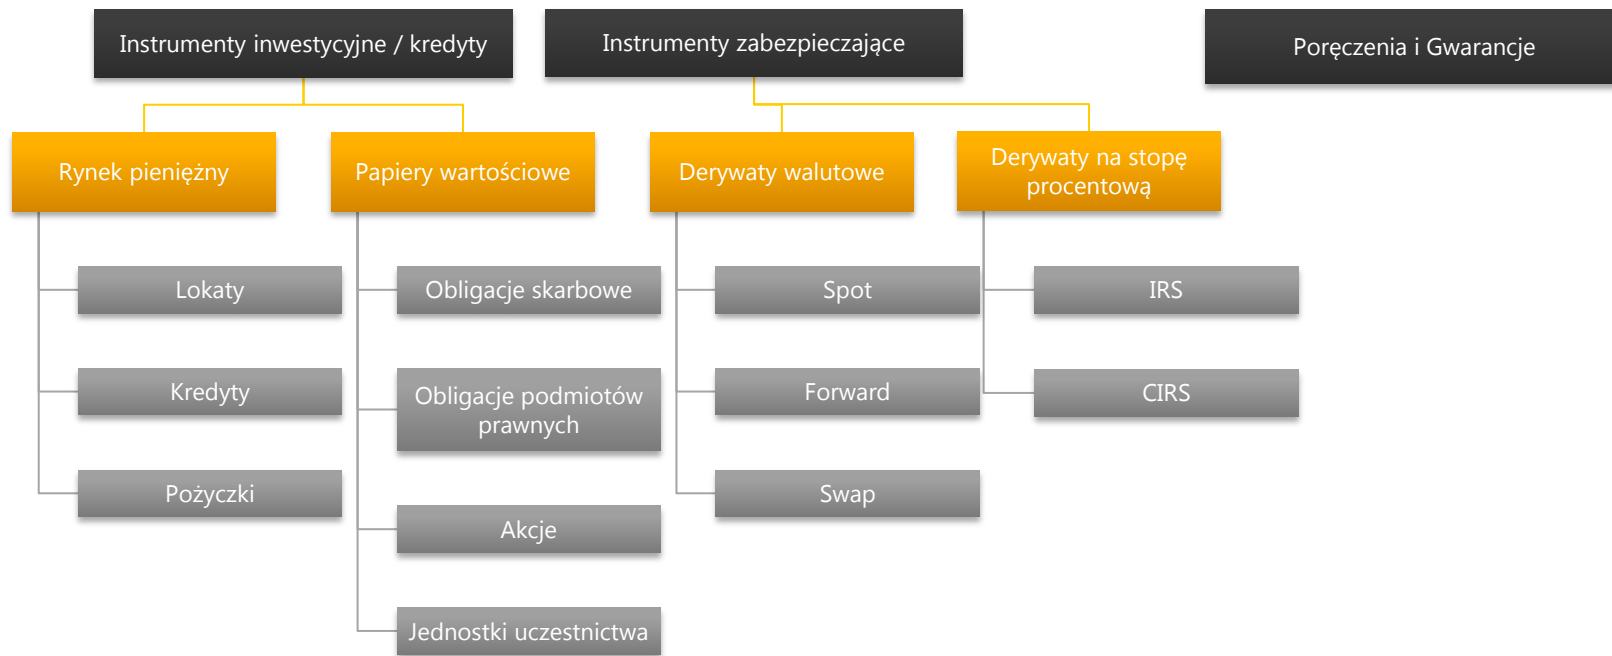 Instrumenty inwestycyjne / kredyty
Instrumenty zabezpieczające
Poręczenia i Gwarancje
Rynek pieniężny
Papiery wartościowe
Derywaty walutowe
Derywaty na stopę
procentową
Lokaty
Obligacje skarbowe
Spot
IRS
Kredyty
Obligacje podmiotów
prawnych
Forward
CIRS
Pożyczki
Akcje
Swap
Jednostki uczestnictwa